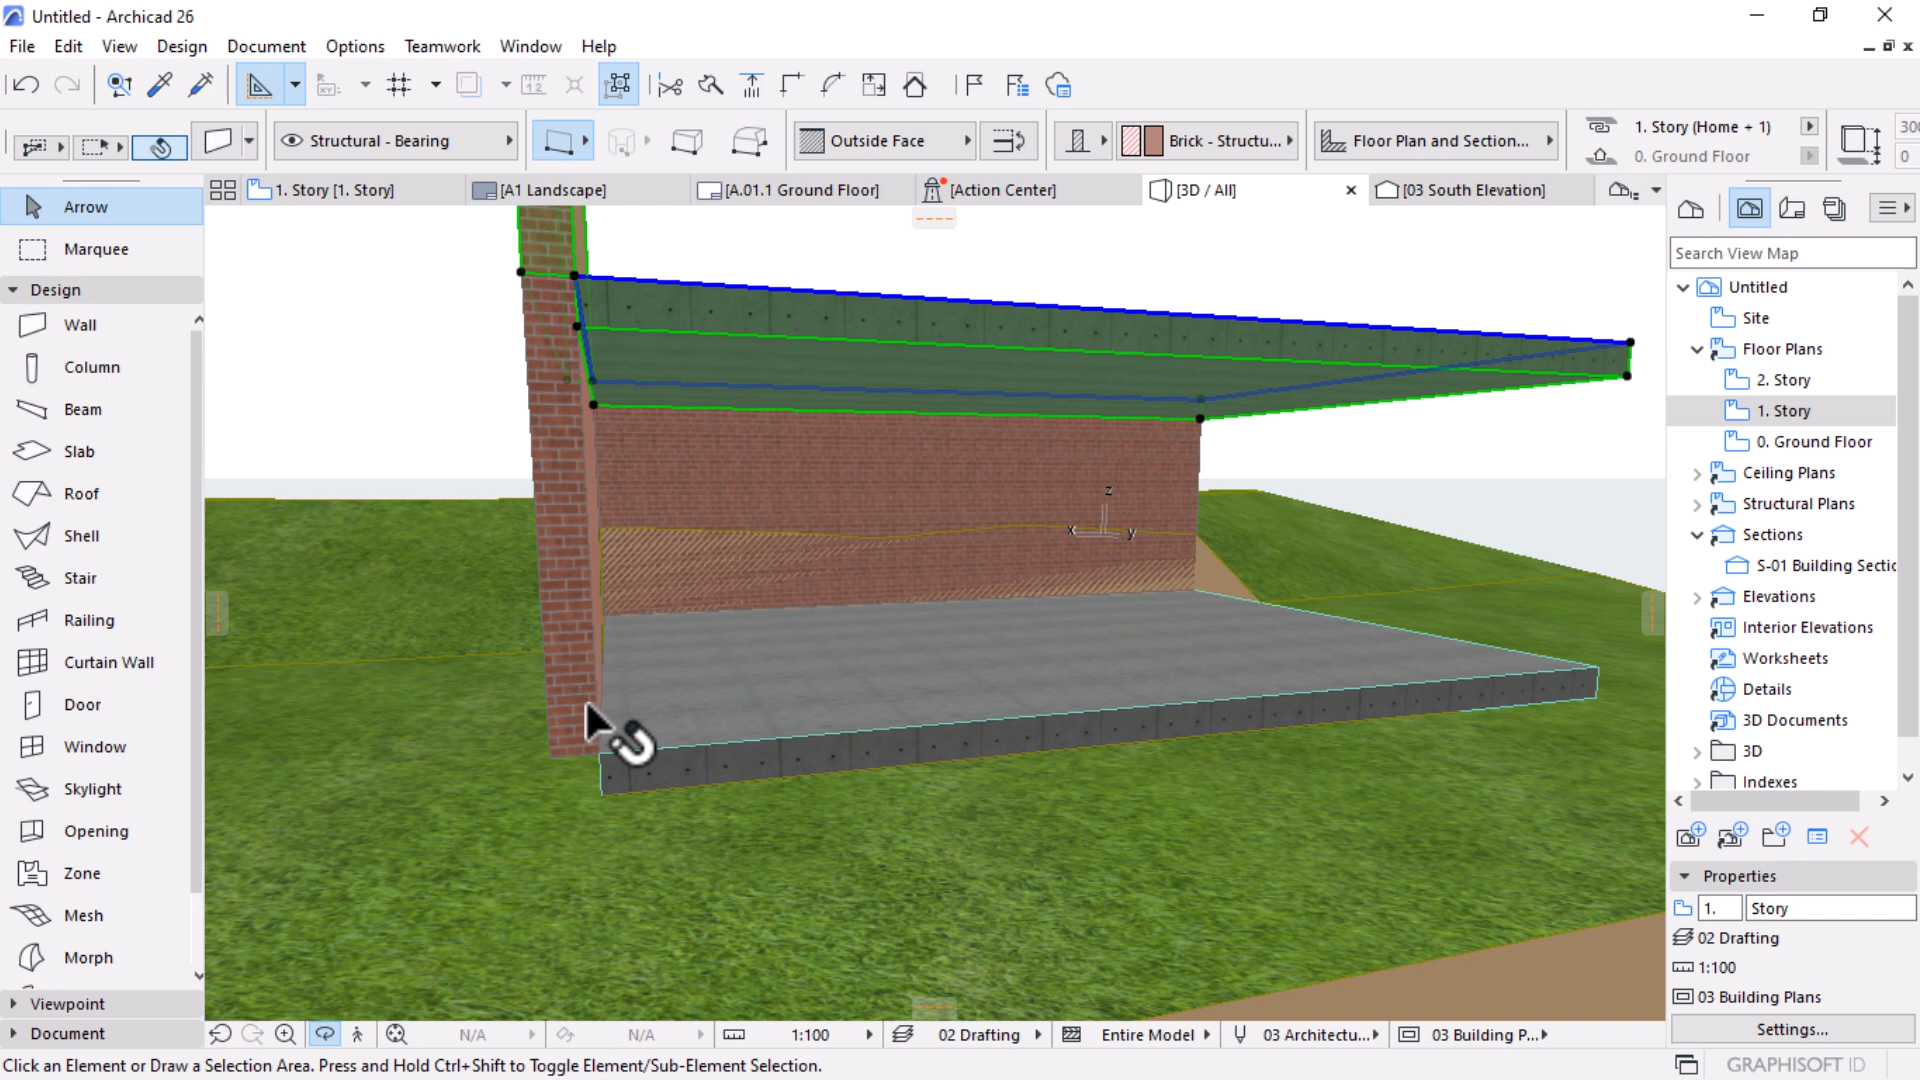 Untitled - Archicad 26
File Edit View Design Document Options Teamwork Window Help
Structural - Bearing
Outside Face
Brick - Structu...
Floor Plan and Section...
1. Story (Home + 1)
0. Ground Floor
300
0
1. Story [1. Story]
[A1 Landscape]
[A.01.1 Ground Floor]
[Action Center]
[3D / All]
[03 South Elevation]
Arrow
Marquee
Design
Wall
Column
Beam
Slab
Roof
Shell
Stair
Railing
Curtain Wall
Door
Window
Skylight
Opening
Zone
Mesh
Morph
Viewpoint
Document
z
x
y
Search View Map
Untitled
Site
Floor Plans
2. Story
1. Story
0. Ground Floor
Ceiling Plans
Structural Plans
Sections
S-01 Building Sectic
Elevations
Interior Elevations
Worksheets
Details
3D Documents
3D
Indexes
Properties
1. Story
02 Drafting
1:100
03 Building Plans
Settings...
N/A
N/A
1:100
02 Drafting
Entire Model
03 Architectu...
03 Building P...
Click an Element or Draw a Selection Area. Press and Hold Ctrl+Shift to Toggle Element/Sub-Element Selection.
GRAPHISOFT ID